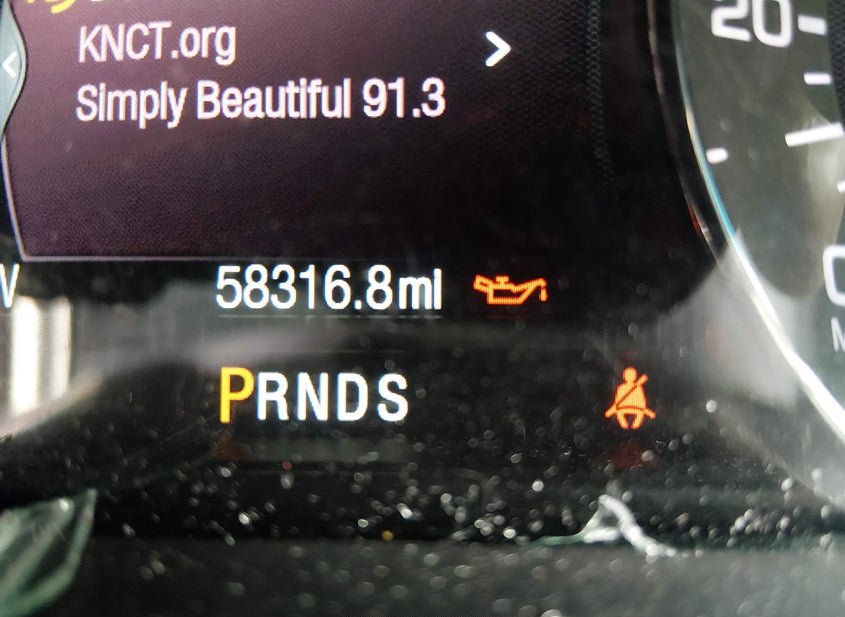 KNCT.org
Simply Beautiful 91.3
20
58316.8mi
PRNDS